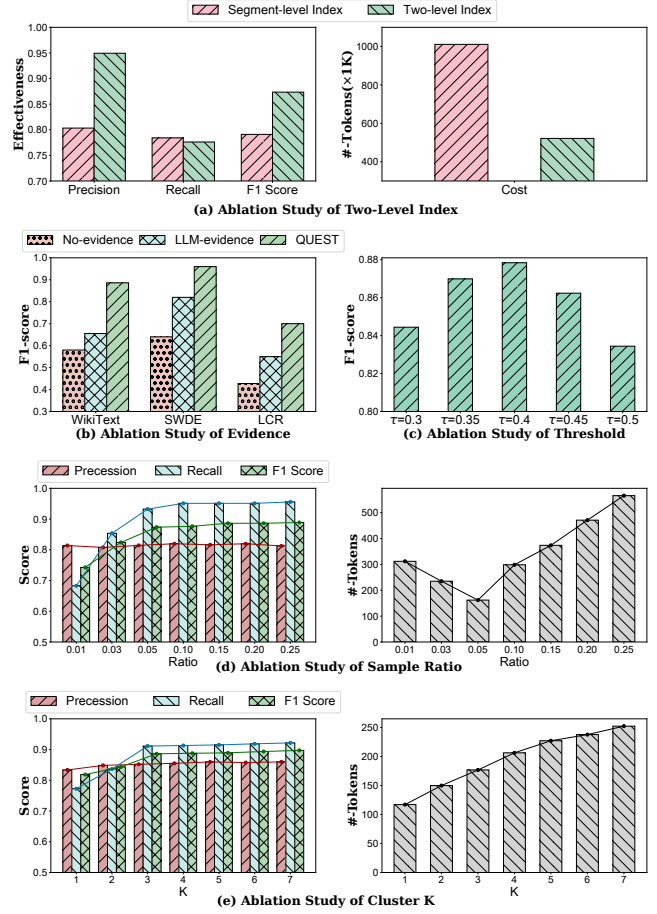 Segment-level Index Two-level Index
1.00
0.95
0.90
0.85
0.80
0.75
0.70
Effectiveness
Precision Recall F1 Score
1000
800
600
400
#-Tokens(×1K)
Cost
(a) Ablation Study of Two-Level Index
No-evidence LLM-evidence QUEST
1.0
0.9
0.8
0.7
0.6
0.5
0.4
0.3
F1-score
WikiText SWDE LCR
(b) Ablation Study of Evidence
0.88
0.86
0.84
0.82
0.80
F1-score
τ=0.3 τ=0.35 τ=0.4 τ=0.45 τ=0.5
(c) Ablation Study of Threshold
Precession Recall F1 Score
1.0
0.9
0.8
0.7
0.6
0.5
Score
0.01 0.03 0.05 0.10 0.15 0.20 0.25
Ratio
500
400
300
200
100
0
#-Tokens
0.01 0.03 0.05 0.10 0.15 0.20 0.25
Ratio
(d) Ablation Study of Sample Ratio
Precession Recall F1 Score
1.0
0.9
0.8
0.7
0.6
0.5
Score
1 2 3 4 5 6 7
K
250
200
150
100
50
0
#-Tokens
1 2 3 4 5 6 7
K
(e) Ablation Study of Cluster K